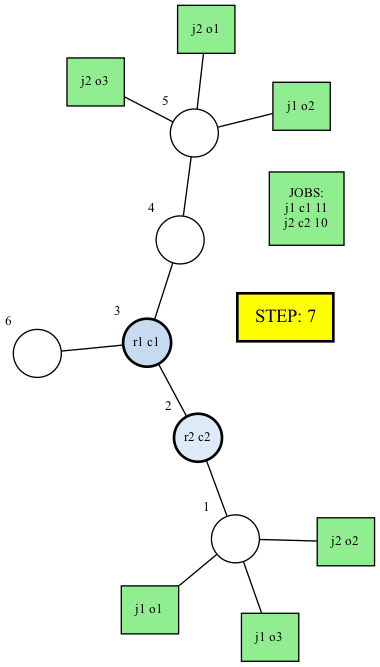 j2 o1
j2 o3
5
j1 o2
JOBS:
j1 c1 11
j2 c2 10
4
STEP: 7
3
6
r1 c1
2
r2 c2
1
j2 o2
j1 o1
j1 o3